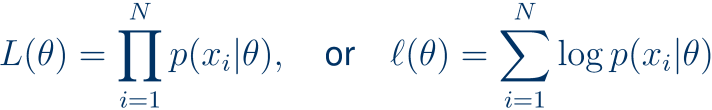 L(θ) = ∏_{i=1}^{N} p(x_i|θ), or ℓ(θ) = ∑_{i=1}^{N} log p(x_i|θ)